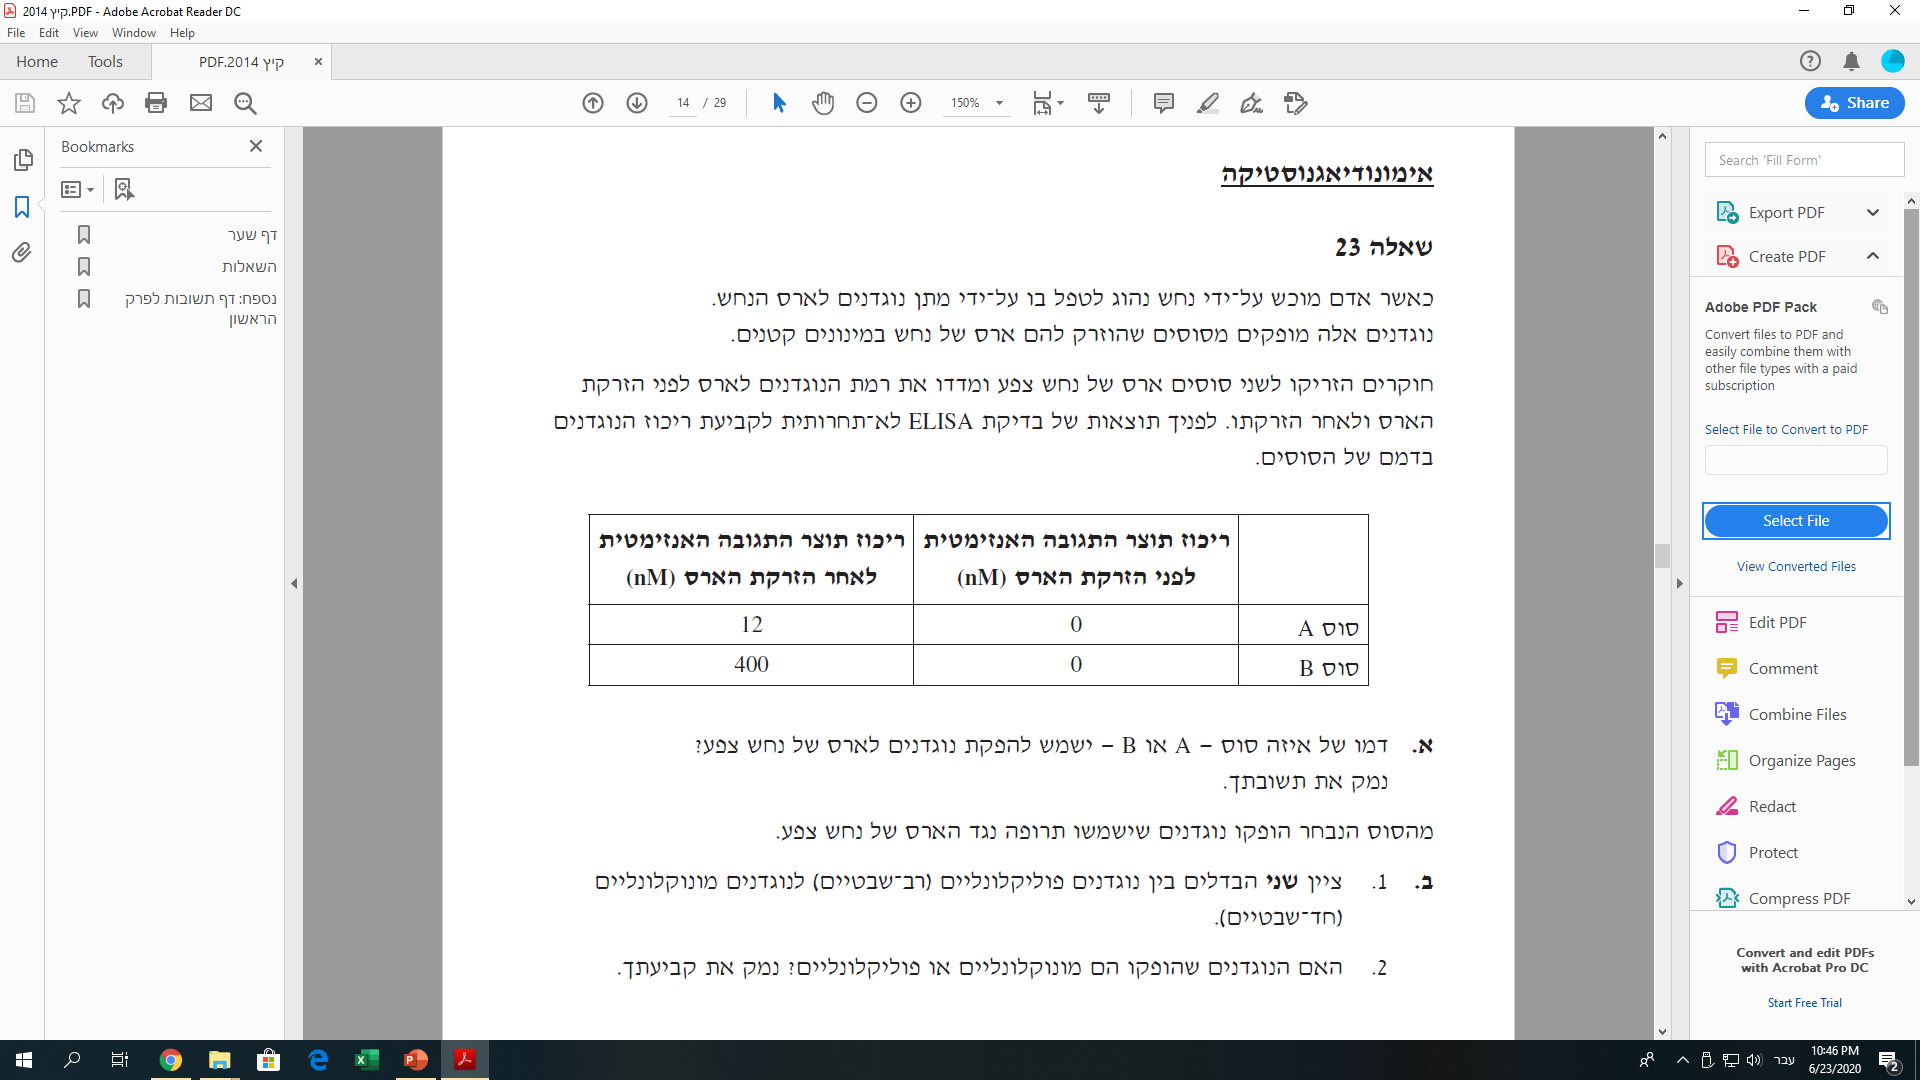 קיץ 2014.PDF - Adobe Acrobat Reader DC
File Edit View Window Help
Home Tools קיץ 2014.PDF
14 / 29 150% Share
Bookmarks
דף שער
השאלות
נספח: דף תשובות לפרק
הראשון
אימונודיאגנוסטיקה
שאלה 23
כאשר אדם מוכש על־ידי נחש נהוג לטפל בו על־ידי מתן נוגדנים לארס הנחש.
נוגדנים אלה מופקים מסוסים שהוזרק להם ארס של נחש במינונים קטנים.
חוקרים הזריקו לשני סוסים ארס של נחש צפע ומדדו את רמת הנוגדנים לארס לפני הזרקת
הארס ולאחר הזרקתו. לפניך תוצאות של בדיקת ELISA לא־תחרותית לקביעת ריכוז הנוגדנים
בדמם של הסוסים.
ריכוז תוצר התגובה האנזימטית
לפני הזרקת הארס (nM)
ריכוז תוצר התגובה האנזימטית
לאחר הזרקת הארס (nM)
סוס A 0 12
סוס B 0 400
א. דמו של איזה סוס – A או B – ישמש להפקת נוגדנים לארס של נחש צפע?
נמק את תשובתך.
מהסוס הנבחר הופקו נוגדנים שישמשו תרופה נגד הארס של נחש צפע.
ב. 1. ציין שני הבדלים בין נוגדנים פוליקלונליים (רב־שבטיים) לנוגדנים מונוקלונליים
(חד־שבטיים).
2. האם הנוגדנים שהופקו הם מונוקלונליים או פוליקלונליים? נמק את קביעתך.
Search 'Fill Form'
Export PDF
Create PDF
Adobe PDF Pack
Convert files to PDF and
easily combine them with
other file types with a paid
subscription
Select File to Convert to PDF
Select File
View Converted Files
Edit PDF
Comment
Combine Files
Organize Pages
Redact
Protect
Compress PDF
Convert and edit PDFs
with Acrobat Pro DC
Start Free Trial
עבר 10:46 PM
6/23/2020 2